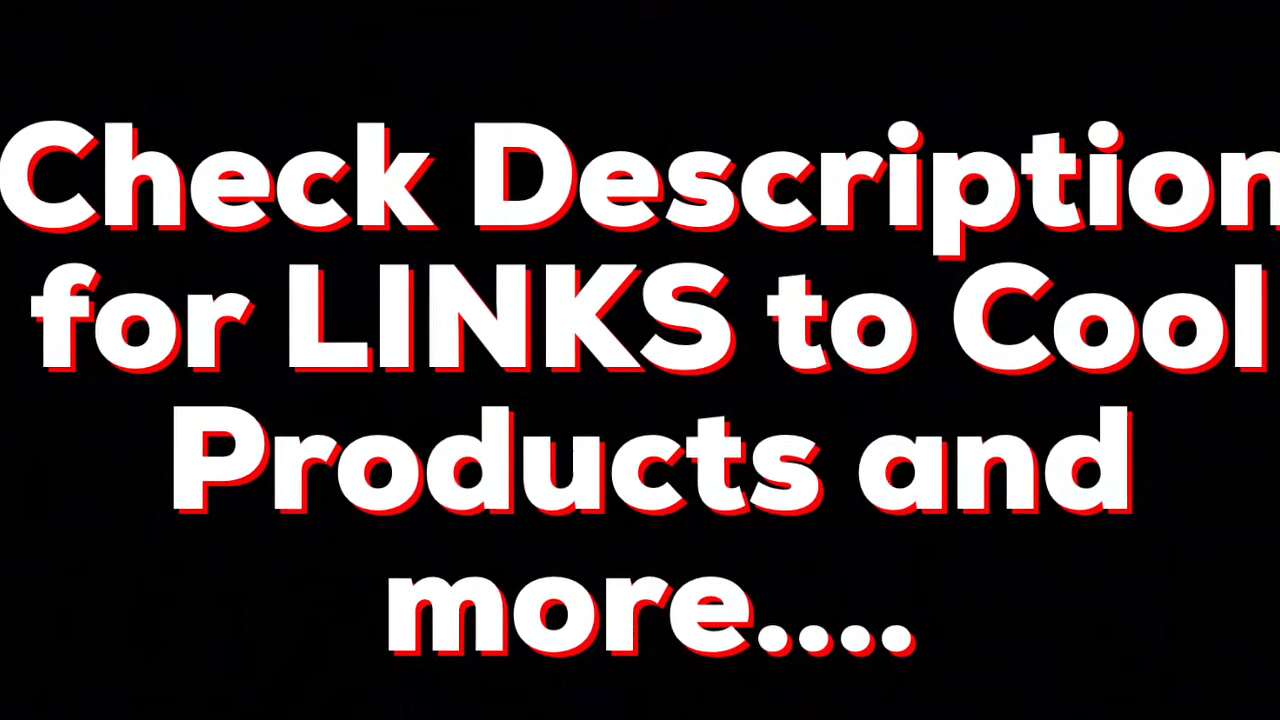 Check Description
for LINKS to Cool
Products and
more....